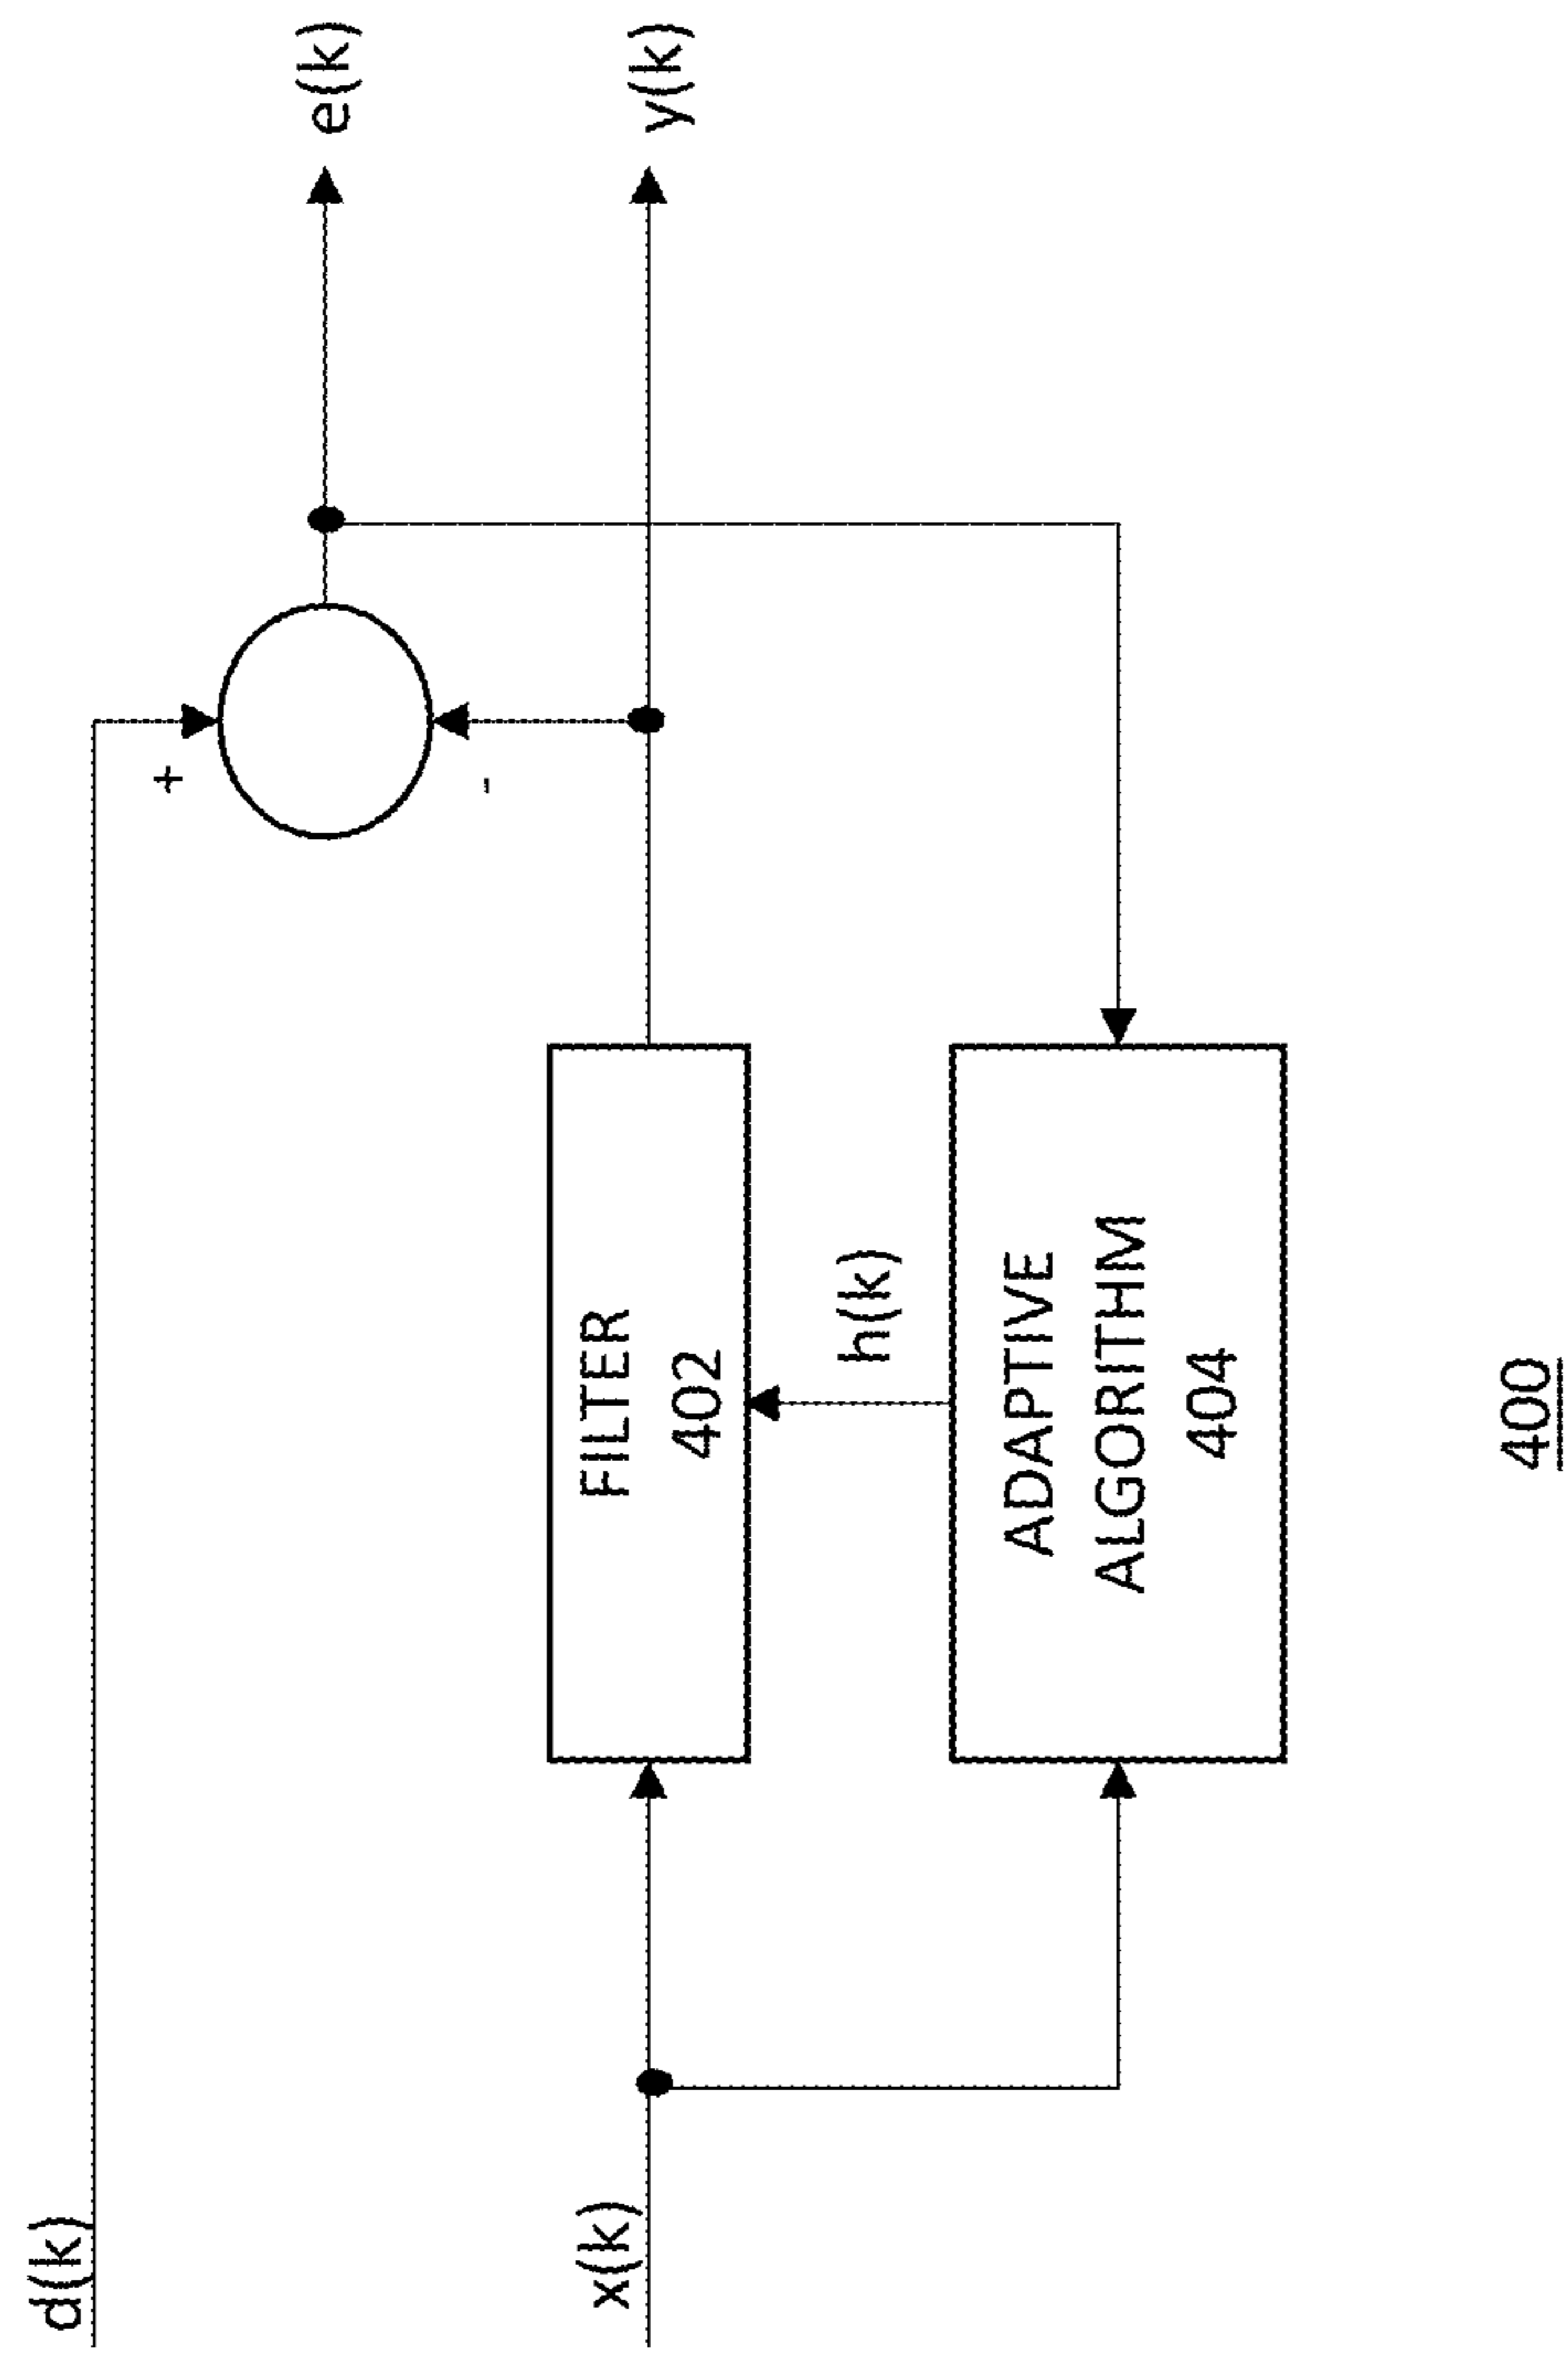 d(k)
+
e(k)
-
x(k)
FILTER
402
y(k)
h(k)
ADAPTIVE
ALGORITHM
404
400